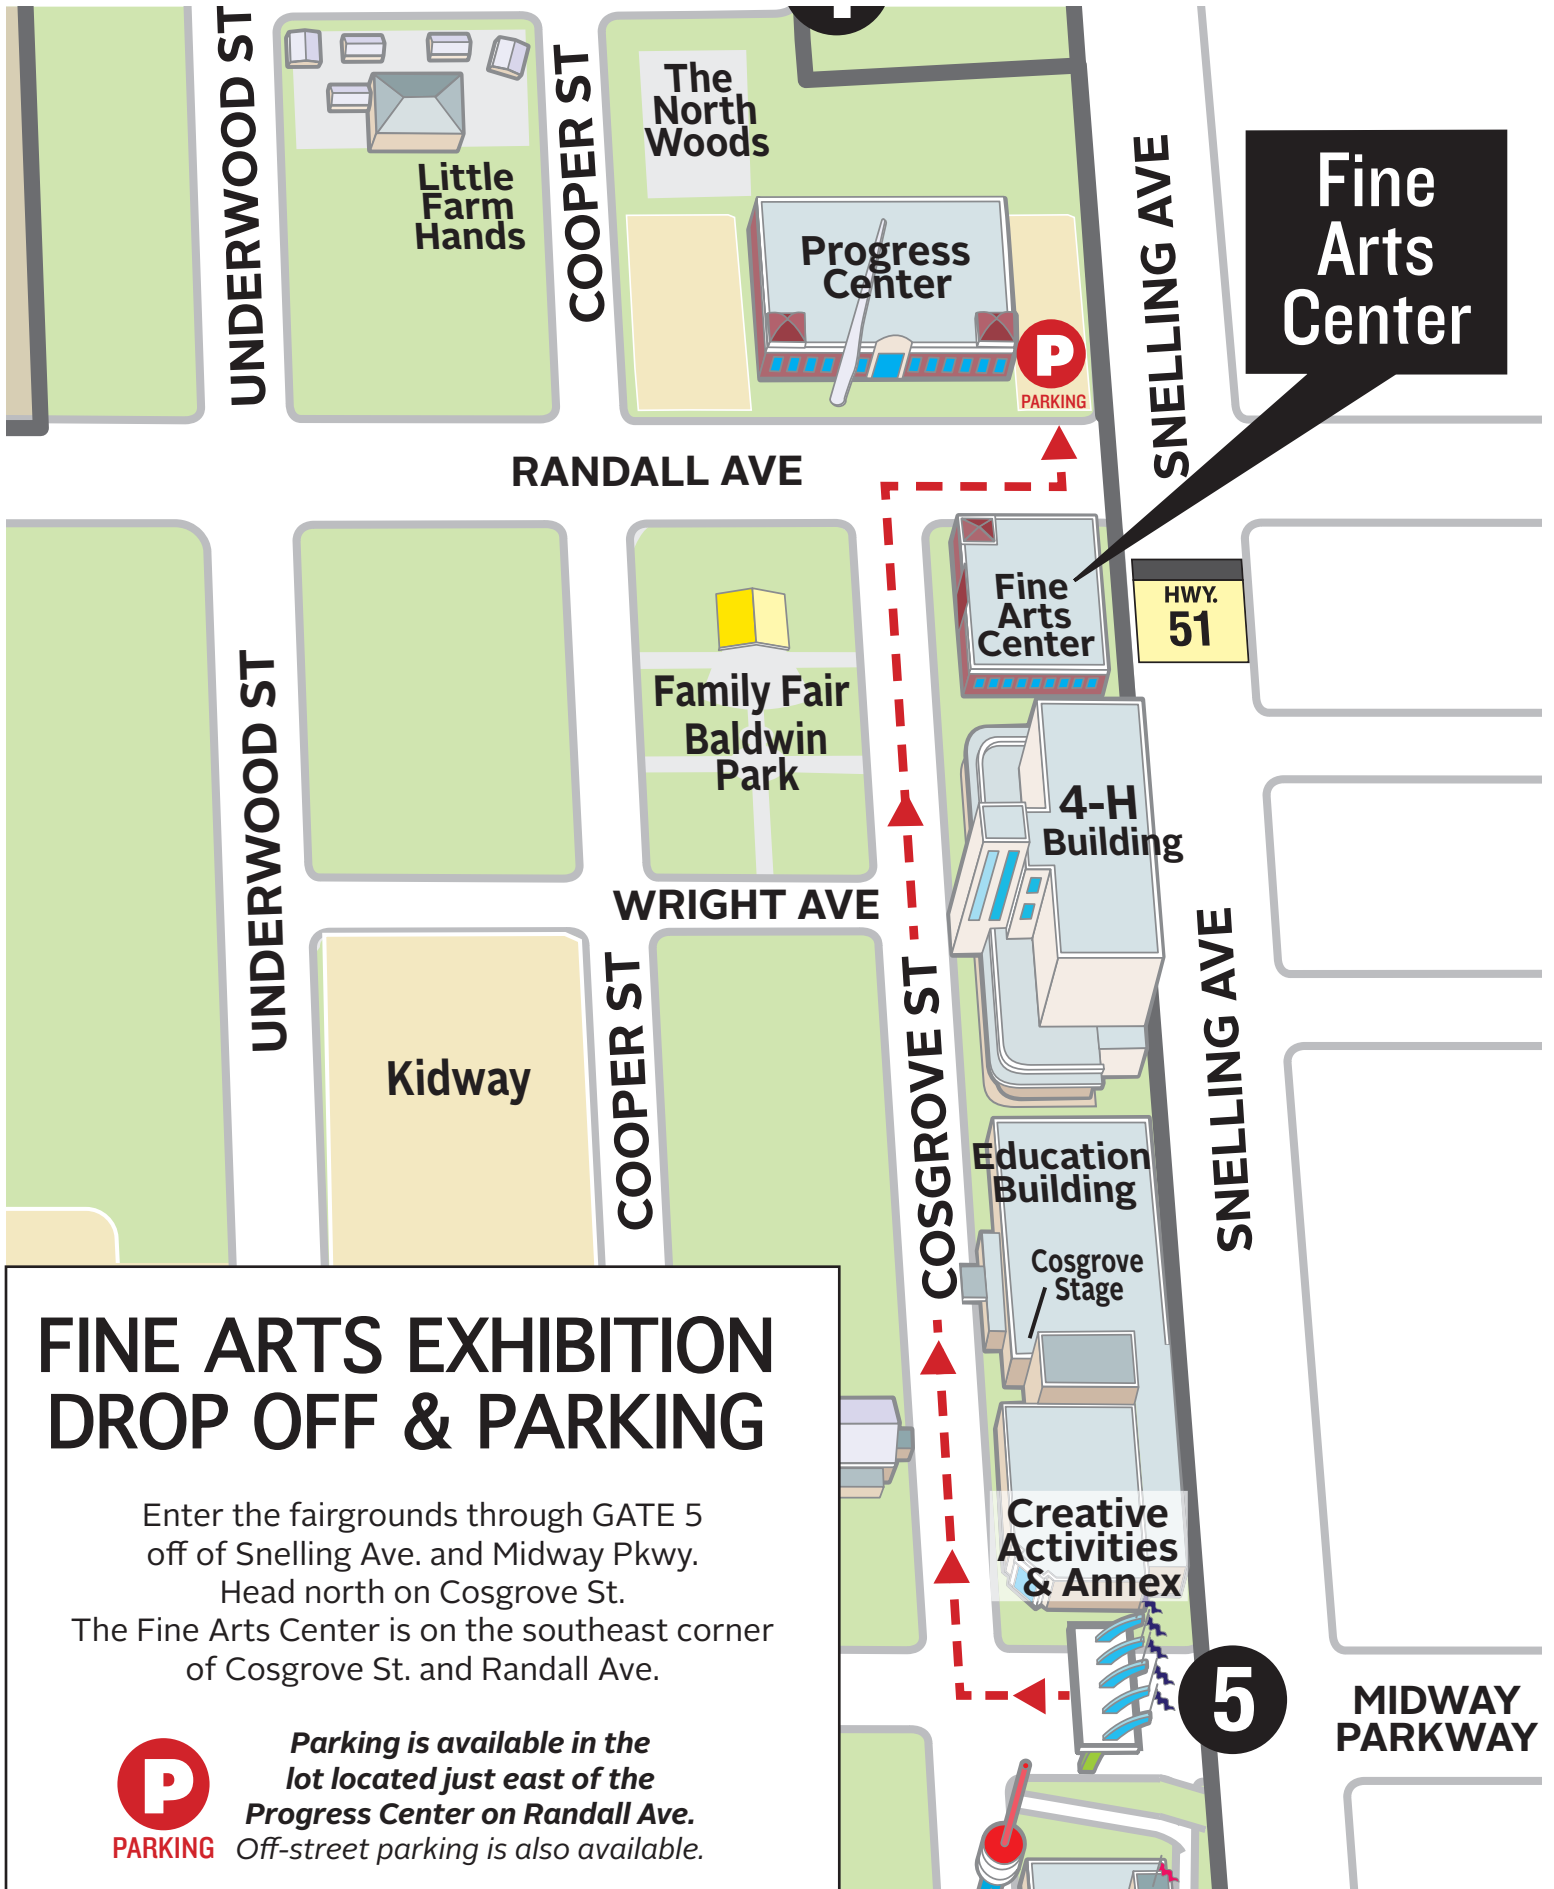 UNDERWOOD ST
COOPER ST
The
North
Woods
Little
Farm
Hands
Progress
Center
P
PARKING
SNELLING AVE
Fine
Arts
Center
RANDALL AVE
Fine
Arts
Center
HWY.
51
UNDERWOOD ST
Family Fair
Baldwin
Park
4-H
Building
WRIGHT AVE
Kidway
COOPER ST
COSGROVE ST
SNELLING AVE
Education
Building
Cosgrove
Stage
Creative
Activities
& Annex
5
MIDWAY
PARKWAY
FINE ARTS EXHIBITION
DROP OFF & PARKING
Enter the fairgrounds through GATE 5
off of Snelling Ave. and Midway Pkwy.
Head north on Cosgrove St.
The Fine Arts Center is on the southeast corner
of Cosgrove St. and Randall Ave.
P
PARKING
Parking is available in the
lot located just east of the
Progress Center on Randall Ave.
Off-street parking is also available.